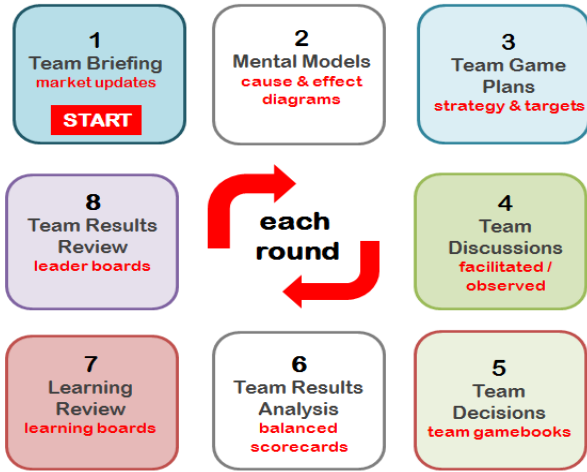 1
Team Briefing
market updates
START
2
Mental Models
cause & effect
diagrams
3
Team Game
Plans
strategy & targets
8
Team Results
Review
leader boards
each
round
4
Team
Discussions
facilitated /
observed
7
Learning
Review
learning boards
6
Team Results
Analysis
balanced
scorecards
5
Team
Decisions
team gamebooks